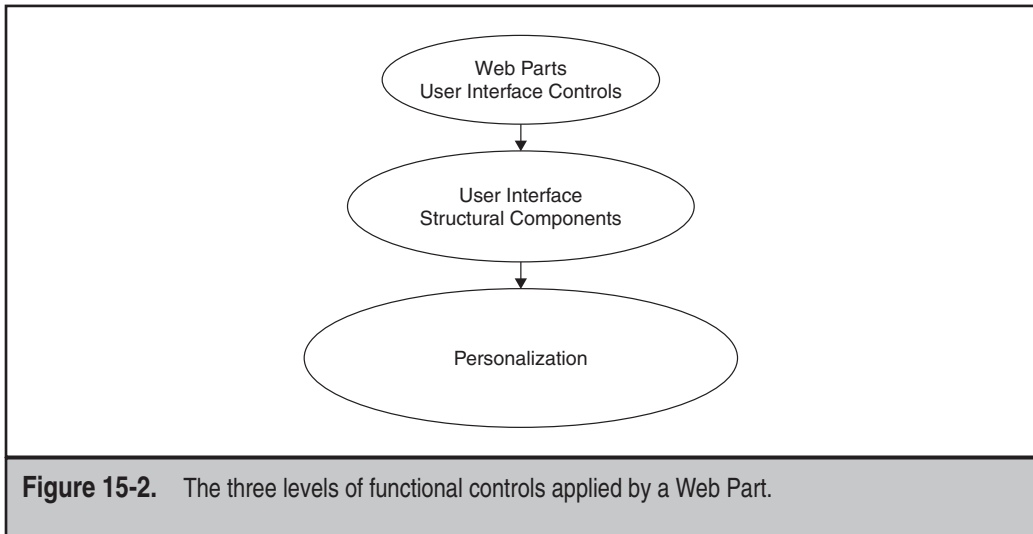 Web Parts
User Interface Controls
User Interface
Structural Components
Personalization
Figure 15-2. The three levels of functional controls applied by a Web Part.